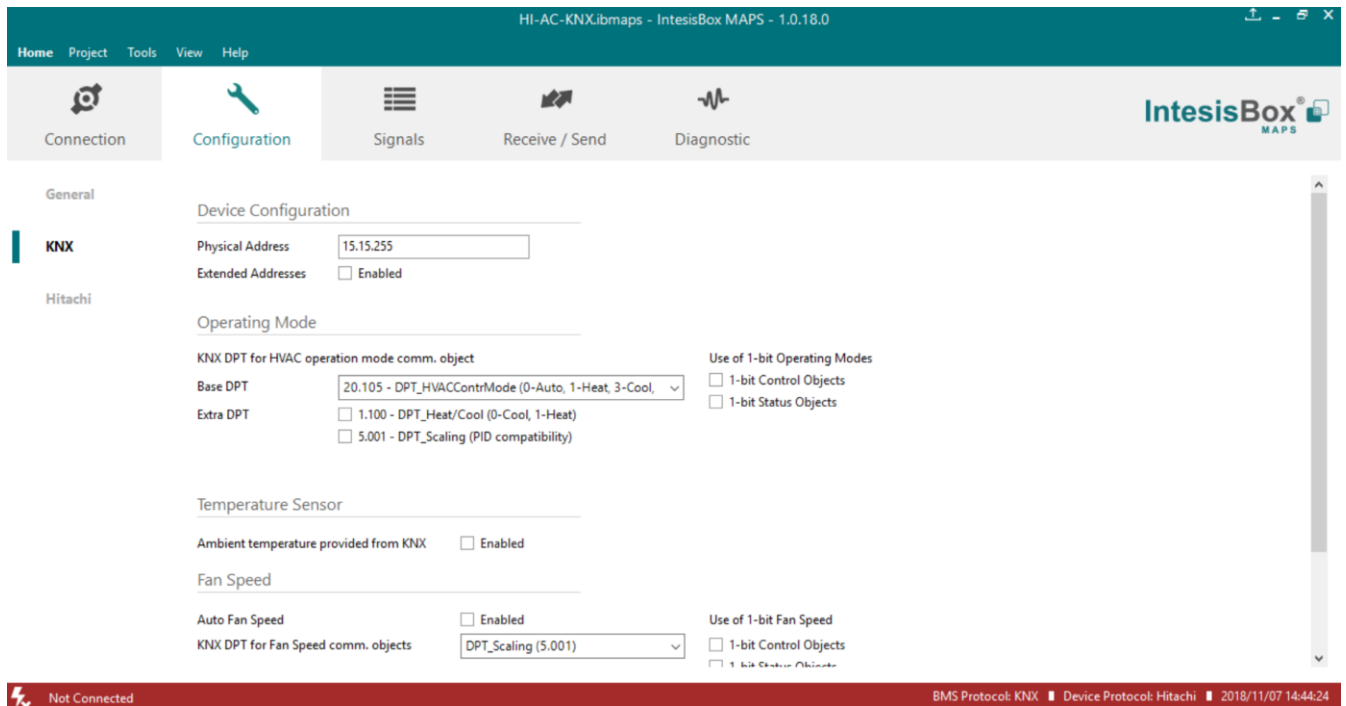 HI-AC-KNX.ibmaps - IntesisBox MAPS - 1.0.18.0
Home Project Tools View Help
Connection Configuration Signals Receive / Send Diagnostic
IntesisBox®
MAPS
General
KNX
Hitachi
Device Configuration
Physical Address 15.15.255
Extended Addresses Enabled
Operating Mode
KNX DPT for HVAC operation mode comm. object Use of 1-bit Operating Modes
Base DPT 20.105 - DPT_HVACContrMode (0-Auto, 1-Heat, 3-Cool, 1-bit Control Objects
1-bit Status Objects
Extra DPT 1.100 - DPT_Heat/Cool (0-Cool, 1-Heat)
5.001 - DPT_Scaling (PID compatibility)
Temperature Sensor
Ambient temperature provided from KNX Enabled
Fan Speed
Auto Fan Speed Enabled Use of 1-bit Fan Speed
KNX DPT for Fan Speed comm. objects DPT_Scaling (5.001) 1-bit Control Objects
1-bit Status Objects
Not Connected BMS Protocol: KNX Device Protocol: Hitachi 2018/11/07 14:44:24